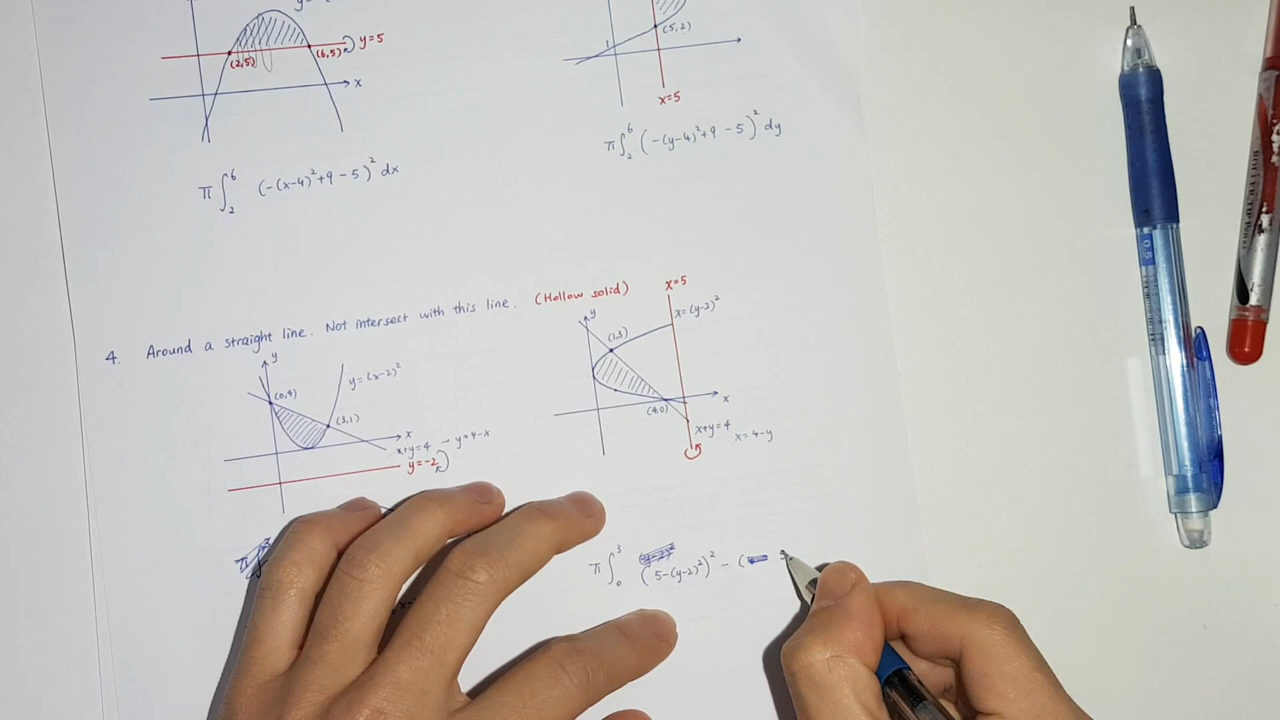 y=5
(2,5)
(6,5)
x
1
(5,2)
x=5
π∫₂⁶ (-(x-4)²+9-5)² dx
π∫₂⁶ (-(y-4)²+9-5)² dy
4. Around a straight line. Not intersect with this line. (Hollow solid)
y
(0,4)
y=(x-2)²
(3,1)
x
x+y=4 → y=4-x
y=-2
x=5
y
x=(y-2)²
(1,3)
x
(4,0)
x+y=4
x=4-y
π∫₀³ (5-(y-2)²)² - (